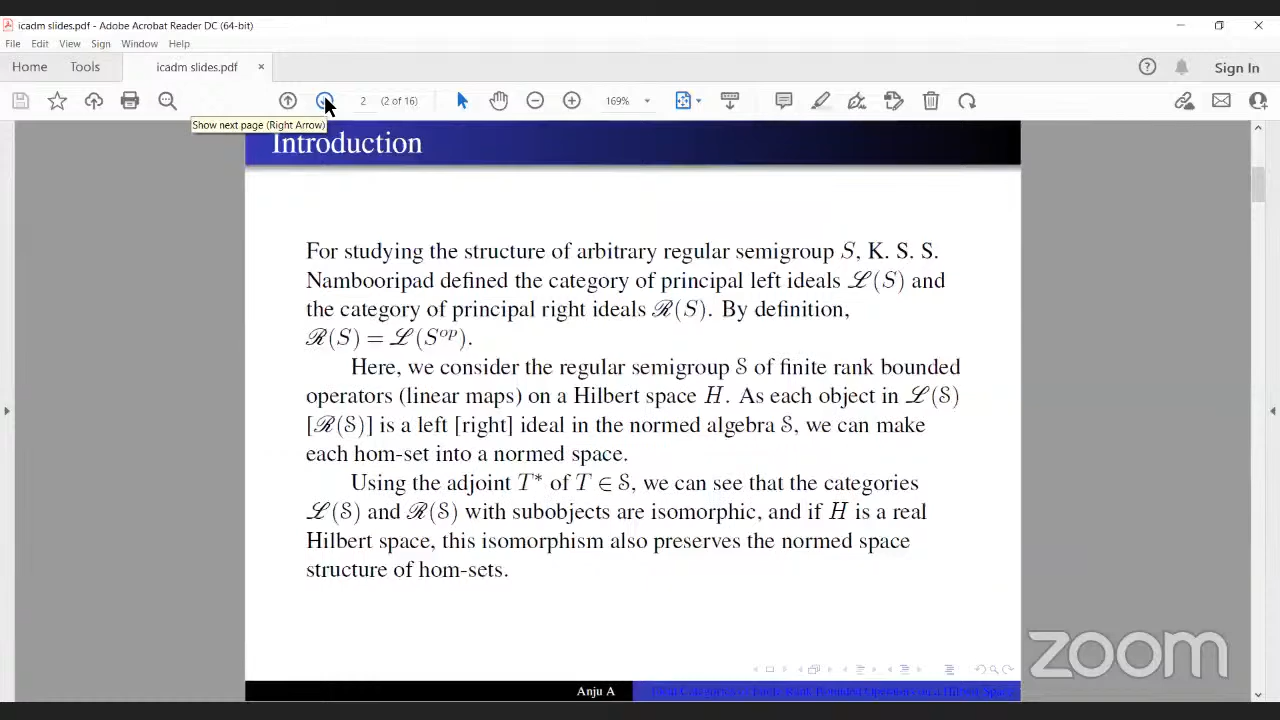 icadm slides.pdf - Adobe Acrobat Reader DC (64-bit)
File Edit View Sign Window Help
Home Tools icadm slides.pdf × Sign In
2 (2 of 16) 169%
Show next page (Right Arrow)
Introduction
For studying the structure of arbitrary regular semigroup S, K. S. S.
Nambooripad defined the category of principal left ideals ℒ(S) and
the category of principal right ideals ℛ(S). By definition,
ℛ(S) = ℒ(S^{op}).
Here, we consider the regular semigroup 𝒮 of finite rank bounded
operators (linear maps) on a Hilbert space H. As each object in ℒ(𝒮)
[ℛ(𝒮)] is a left [right] ideal in the normed algebra 𝒮, we can make
each hom-set into a normed space.
Using the adjoint T* of T ∈ 𝒮, we can see that the categories
ℒ(𝒮) and ℛ(𝒮) with subobjects are isomorphic, and if H is a real
Hilbert space, this isomorphism also preserves the normed space
structure of hom-sets.
zoom
Anju A Rank Bounded Operators on a Hilbert Space